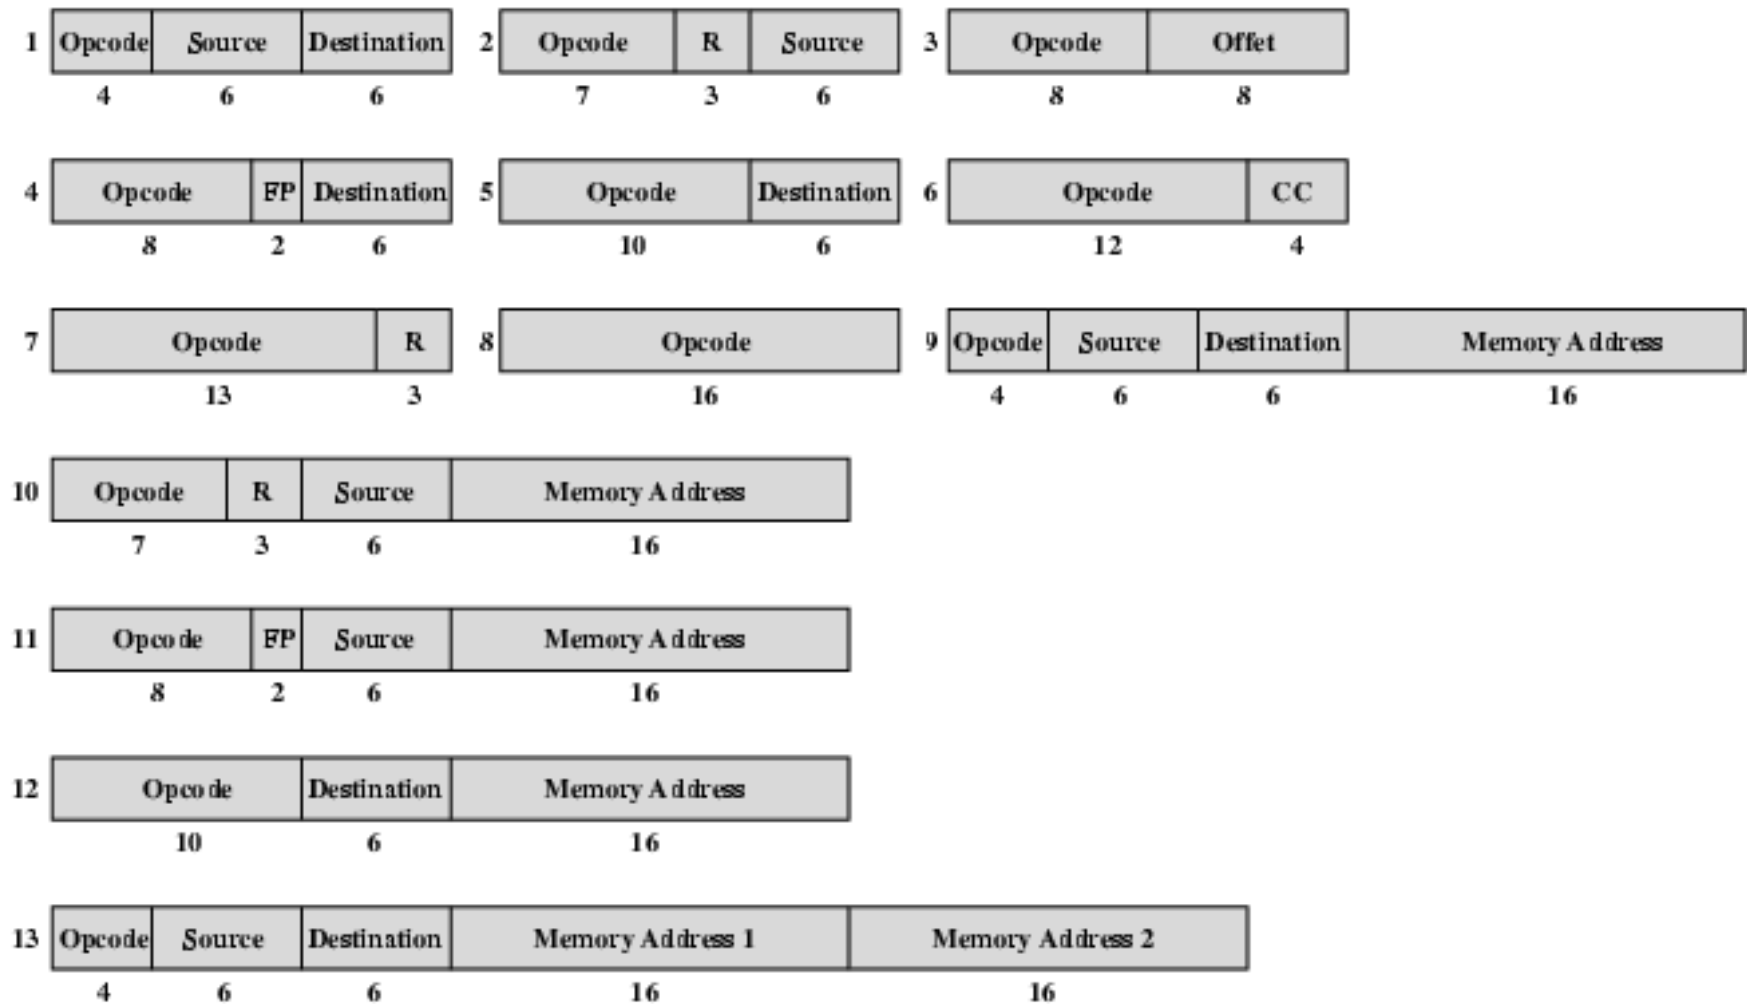 1 Opcode Source Destination 2 Opcode R Source 3 Opcode Offet
4 6 6 7 3 6 8 8
4 Opcode FP Destination 5 Opcode Destination 6 Opcode CC
8 2 6 10 6 12 4
7 Opcode R 8 Opcode 9 Opcode Source Destination Memory Address
13 3 16 4 6 6 16
10 Opcode R Source Memory Address
7 3 6 16
11 Opcode FP Source Memory Address
8 2 6 16
12 Opcode Destination Memory Address
10 6 16
13 Opcode Source Destination Memory Address 1 Memory Address 2
4 6 6 16 16